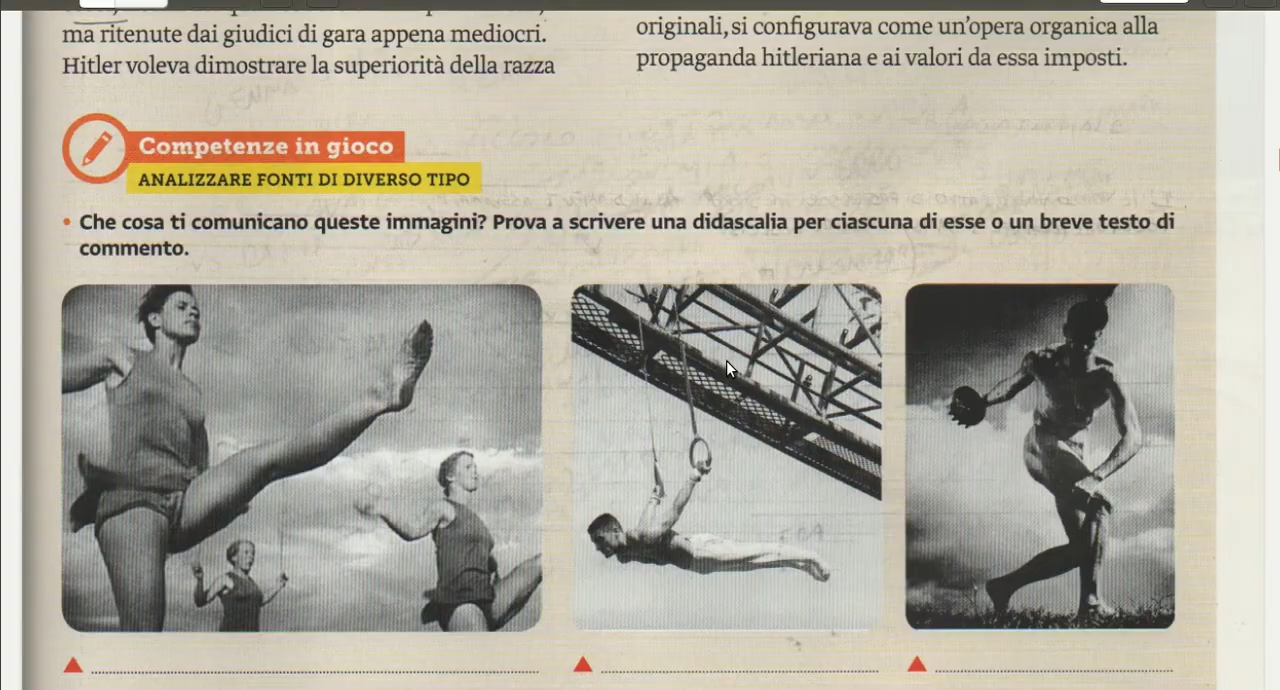 ma ritenute dai giudici di gara appena mediocri.
Hitler voleva dimostrare la superiorità della razza
originali, si configurava come un'opera organica alla
propaganda hitleriana e ai valori da essa imposti.
Competenze in gioco
ANALIZZARE FONTI DI DIVERSO TIPO
• Che cosa ti comunicano queste immagini? Prova a scrivere una didascalia per ciascuna di esse o un breve testo di
commento.